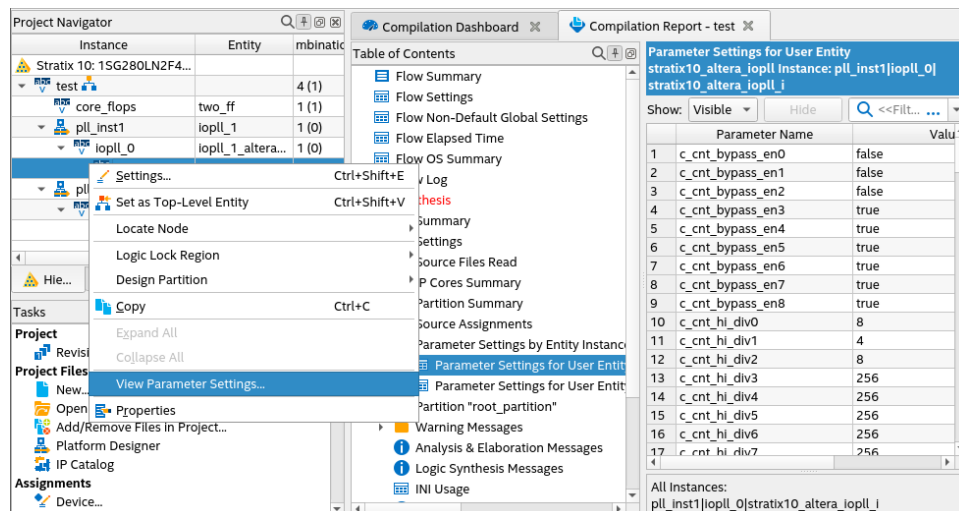 Project Navigator
Instance Entity mbinatic
Stratix 10: 1SG280LN2F4...
test 4 (1)
core_flops two_ff 1 (1)
pll_inst1 iopll_1 1 (0)
iopll_0 iopll_1_altera... 1 (0)
Settings... Ctrl+Shift+E
Set as Top-Level Entity Ctrl+Shift+V
Locate Node
Logic Lock Region
Design Partition
Copy Ctrl+C
Expand All
Collapse All
View Parameter Settings...
Properties
Hie...
Tasks
Project
Revisi
Project Files
New...
Open
Add/Remove Files in Project...
Platform Designer
IP Catalog
Assignments
Device...
Compilation Dashboard
Compilation Report - test
Table of Contents
Flow Summary
Flow Settings
Flow Non-Default Global Settings
Flow Elapsed Time
Flow OS Summary
v Log
thesis
Summary
Settings
Source Files Read
P Cores Summary
Partition Summary
Source Assignments
Parameter Settings by Entity Instance
Parameter Settings for User Entit
Parameter Settings for User Entit
Partition "root_partition"
Warning Messages
Analysis & Elaboration Messages
Logic Synthesis Messages
INI Usage
Parameter Settings for User Entity
stratix10_altera_iopll Instance: pll_inst1|iopll_0|
stratix10_altera_iopll_i
Show: Visible Hide <<Filt... ...
Parameter Name Valu
1 c_cnt_bypass_en0 false
2 c_cnt_bypass_en1 false
3 c_cnt_bypass_en2 false
4 c_cnt_bypass_en3 true
5 c_cnt_bypass_en4 true
6 c_cnt_bypass_en5 true
7 c_cnt_bypass_en6 true
8 c_cnt_bypass_en7 true
9 c_cnt_bypass_en8 true
10 c_cnt_hi_div0 8
11 c_cnt_hi_div1 4
12 c_cnt_hi_div2 8
13 c_cnt_hi_div3 256
14 c_cnt_hi_div4 256
15 c_cnt_hi_div5 256
16 c_cnt_hi_div6 256
17 c_cnt_hi_div7 256
All Instances:
pll_inst1|iopll_0|stratix10_altera_iopll_i